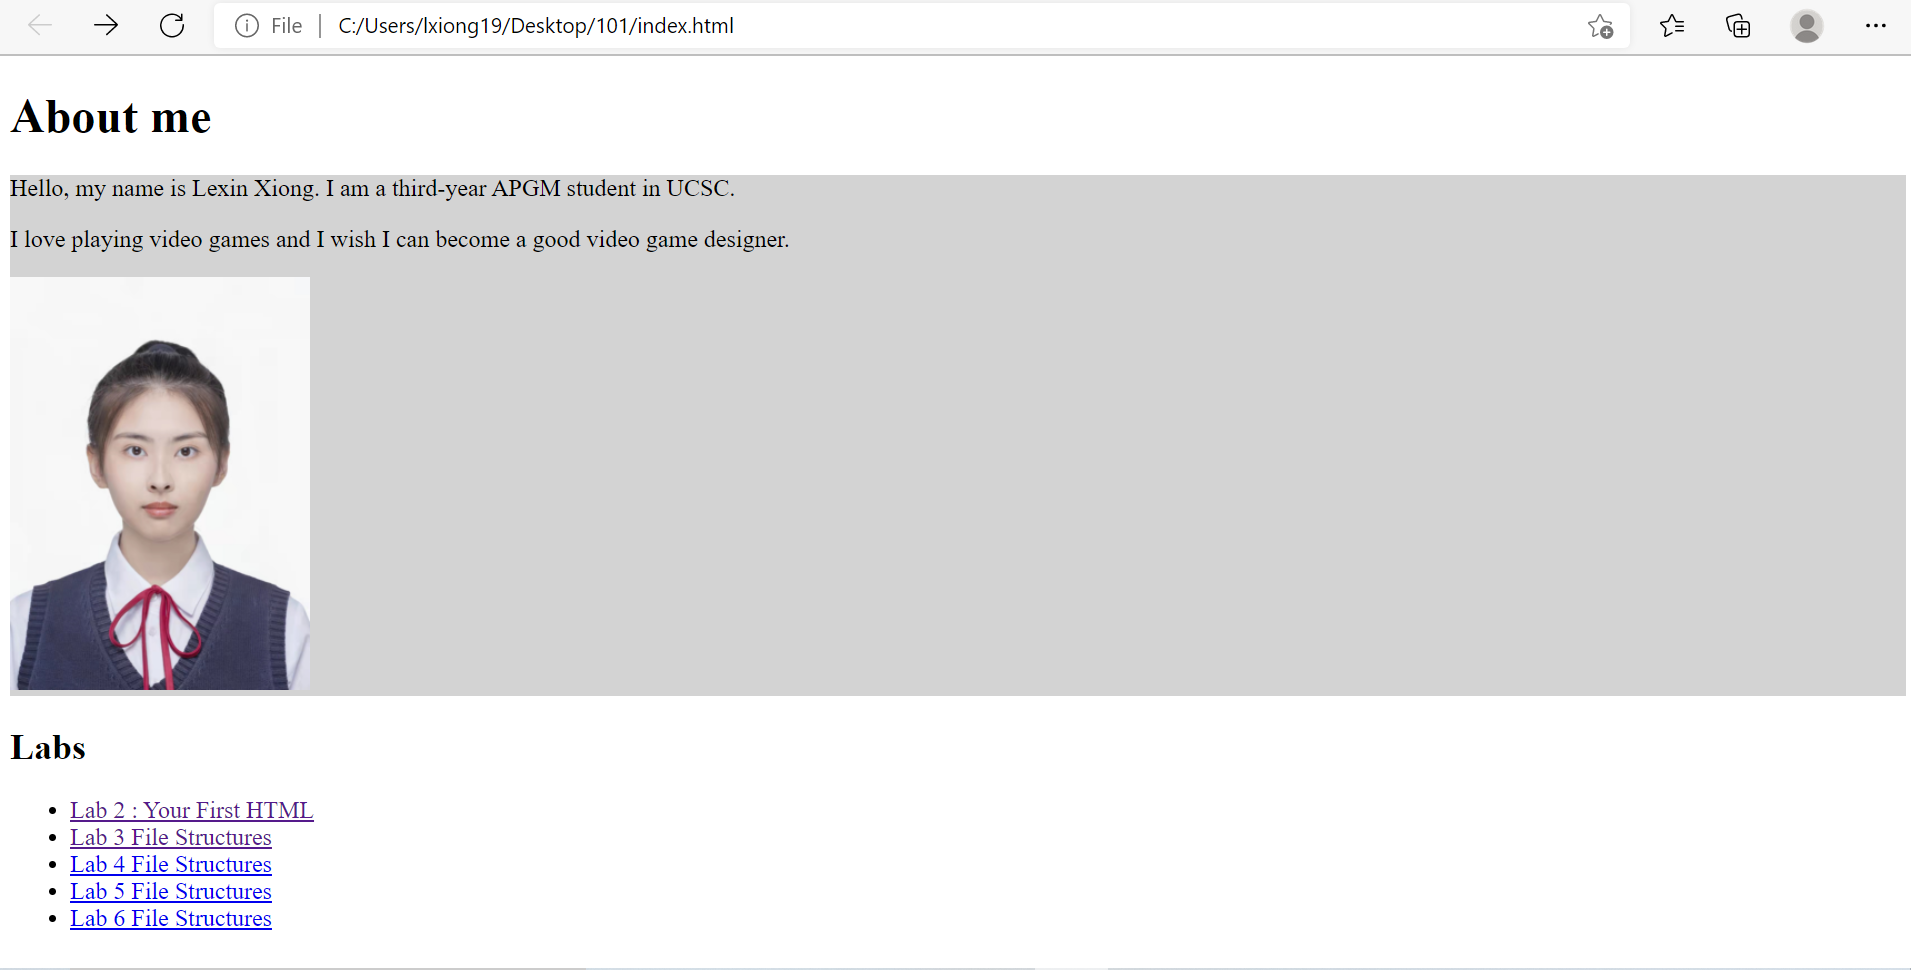 File
C:/Users/lxiong19/Desktop/101/index.html
About me
Hello, my name is Lexin Xiong. I am a third-year APGM student in UCSC.
I love playing video games and I wish I can become a good video game designer.
Labs
Lab 2 : Your First HTML
Lab 3 File Structures
Lab 4 File Structures
Lab 5 File Structures
Lab 6 File Structures